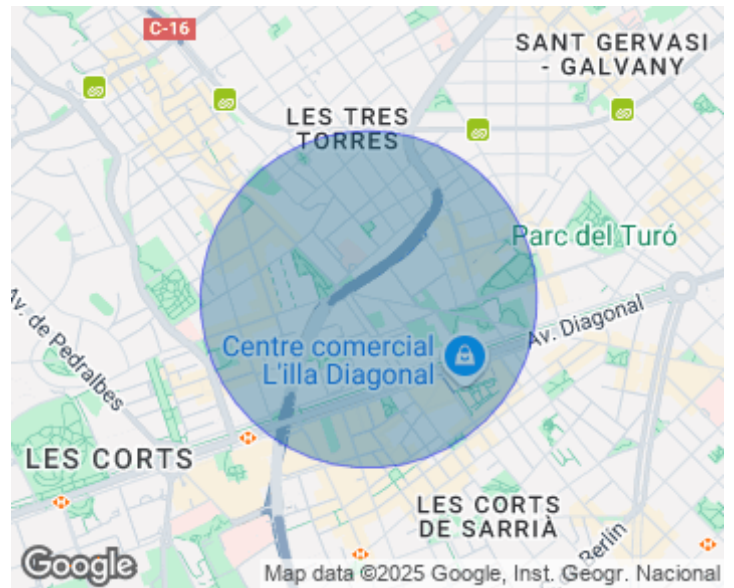 C-16
SANT GERVASI
- GALVANY
LES TRES
TORRES
Parc del Turó
Av. de Pedralbes
Av. Diagonal
Centre comercial
L'illa Diagonal
LES CORTS
LES CORTS
DE SARRIÀ
Berlín
Google
Map data ©2025 Google, Inst. Geogr. Nacional